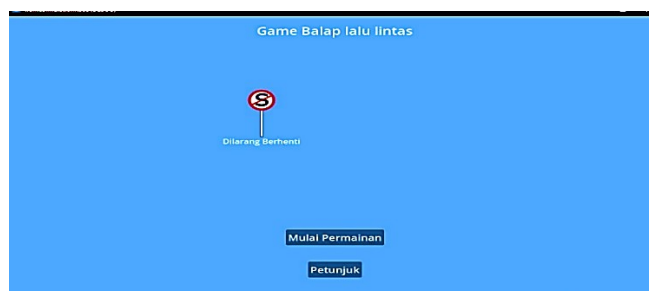 Game Balap lalu lintas
S
Dilarang Berhenti
Mulai Permainan
Petunjuk